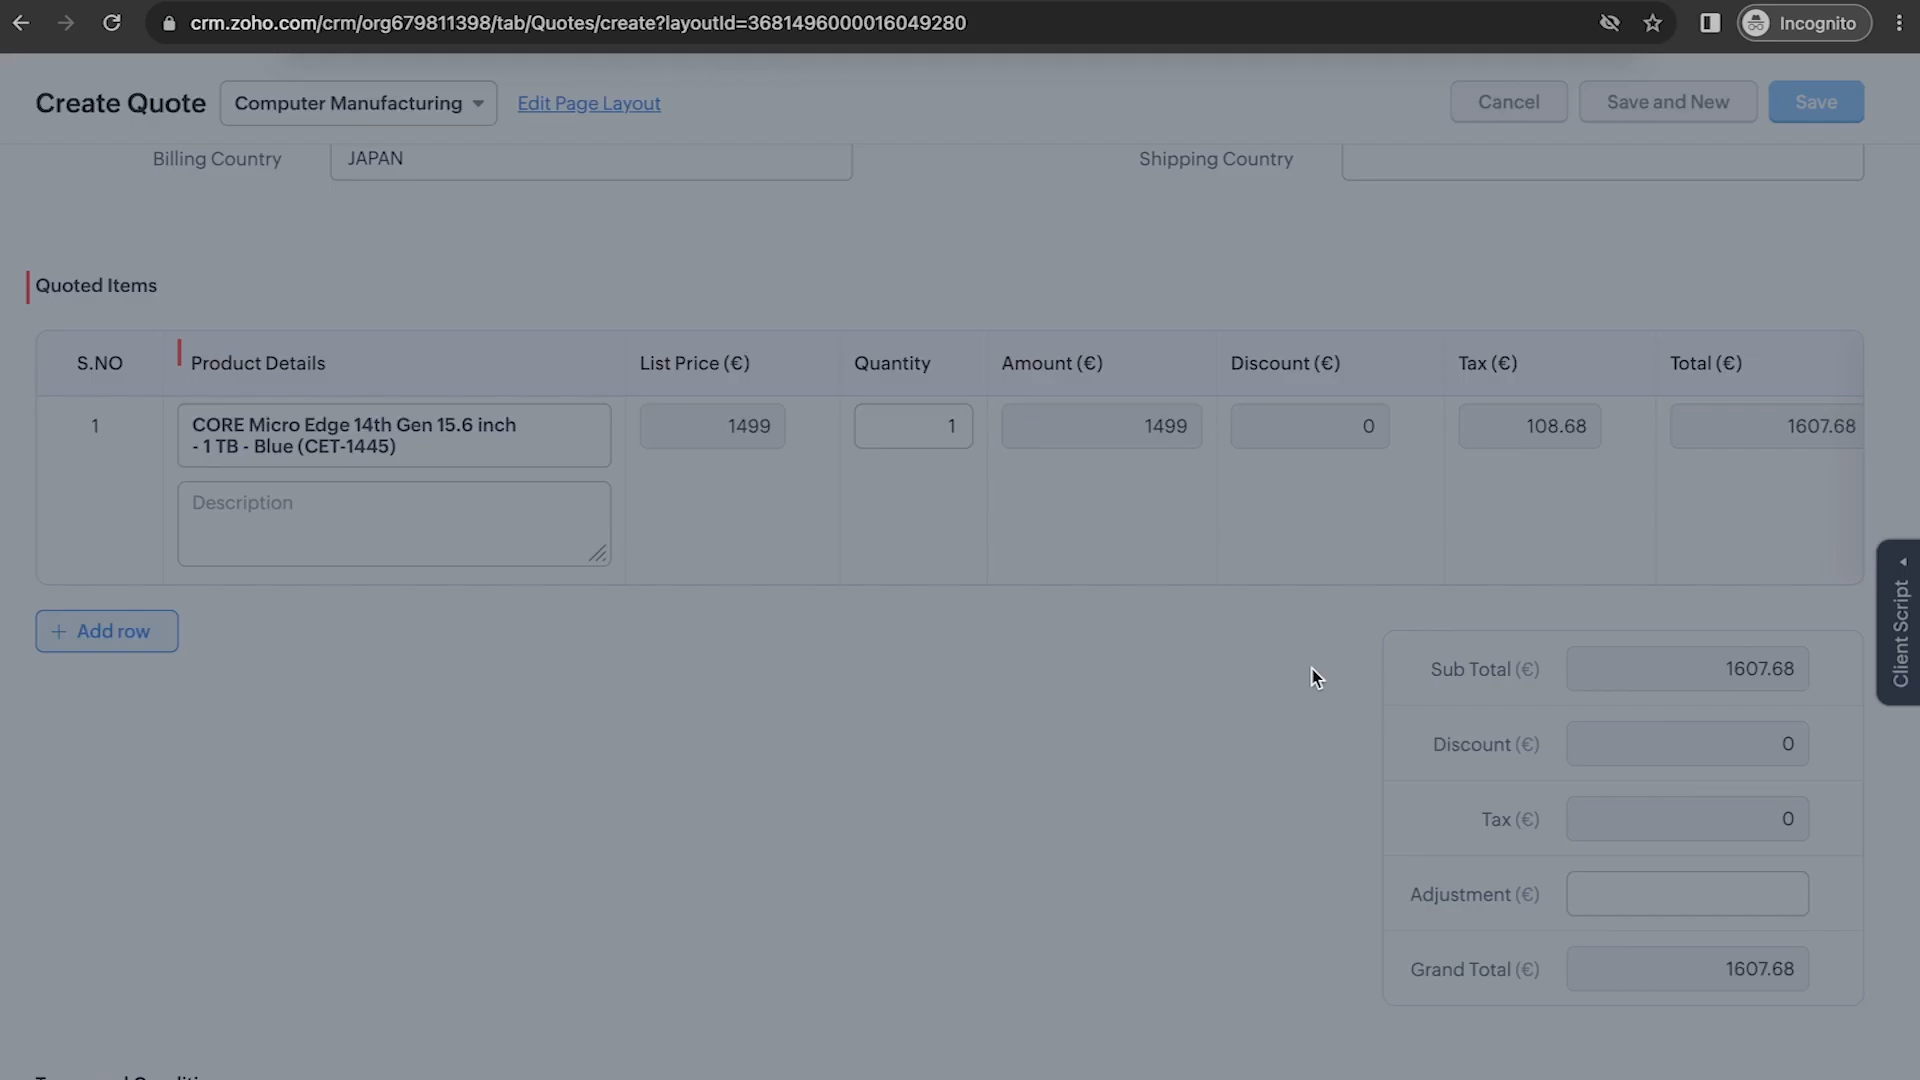 crm.zoho.com/crm/org679811398/tab/Quotes/create?layoutId=3681496000016049280
Incognito
Create Quote
Computer Manufacturing
Edit Page Layout
Cancel
Save and New
Save
Billing Country
JAPAN
Shipping Country
Quoted Items
S.NO
Product Details
List Price (€)
Quantity
Amount (€)
Discount (€)
Tax (€)
Total (€)
1
CORE Micro Edge 14th Gen 15.6 inch
- 1 TB - Blue (CET-1445)
1499
1
1499
0
108.68
1607.68
Description
+ Add row
Client Script
Sub Total (€)
1607.68
Discount (€)
0
Tax (€)
0
Adjustment (€)
Grand Total (€)
1607.68